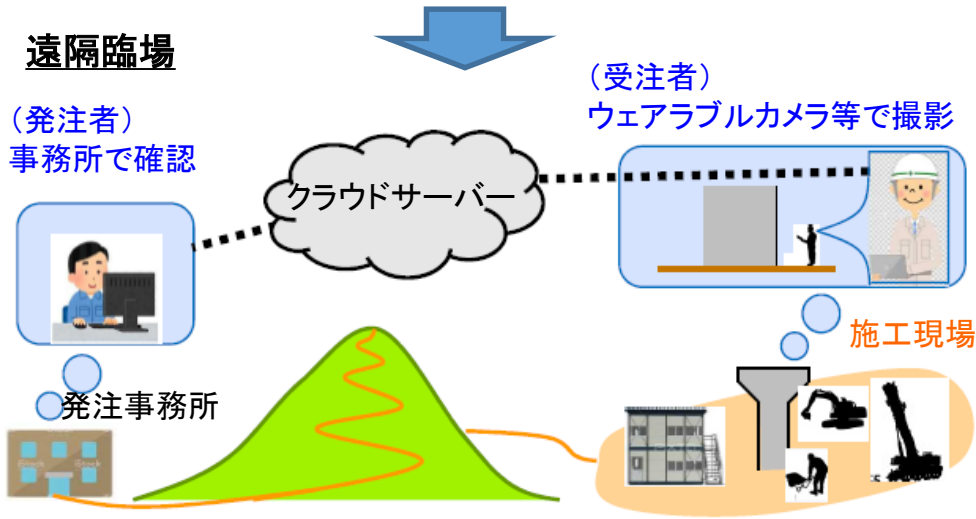 遠隔臨場
(発注者)
事務所で確認
(受注者)
ウェアラブルカメラ等で撮影
クラウドサーバー
施工現場
発注事務所
iStock
iStock